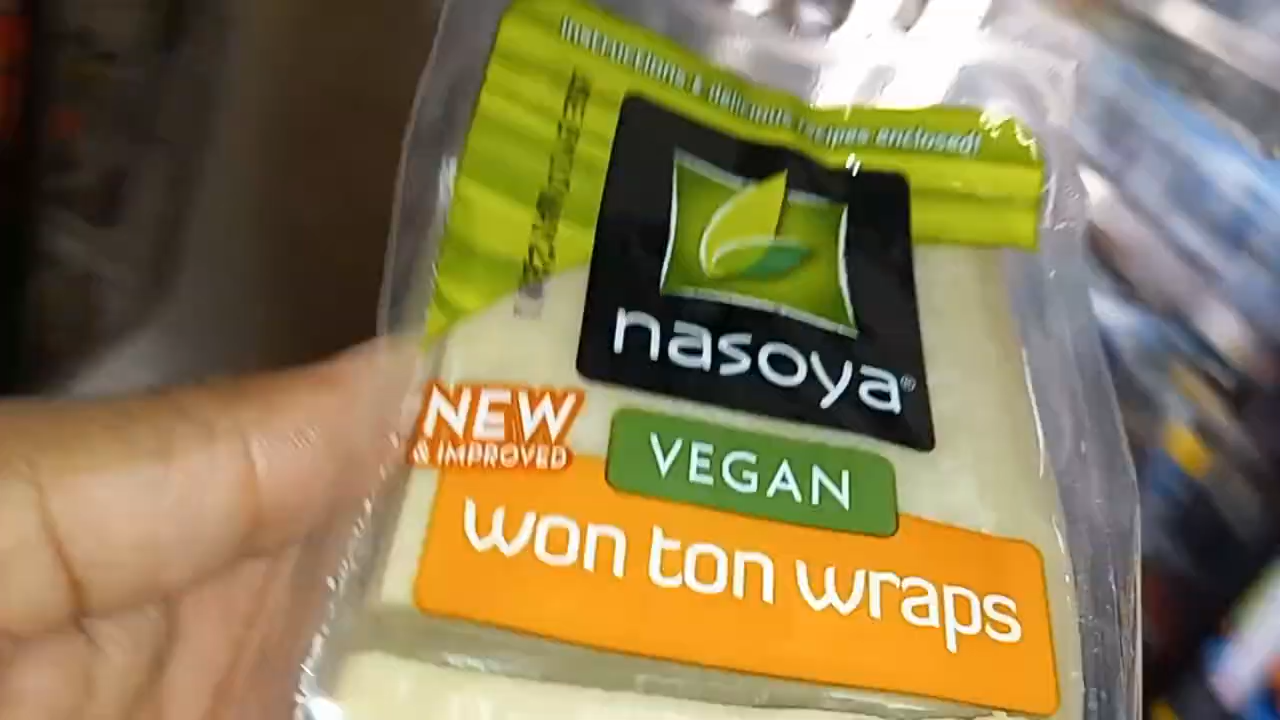 Instructions & delicious recipes enclosed!
nasoya®
NEW
& IMPROVED
VEGAN
won ton wraps